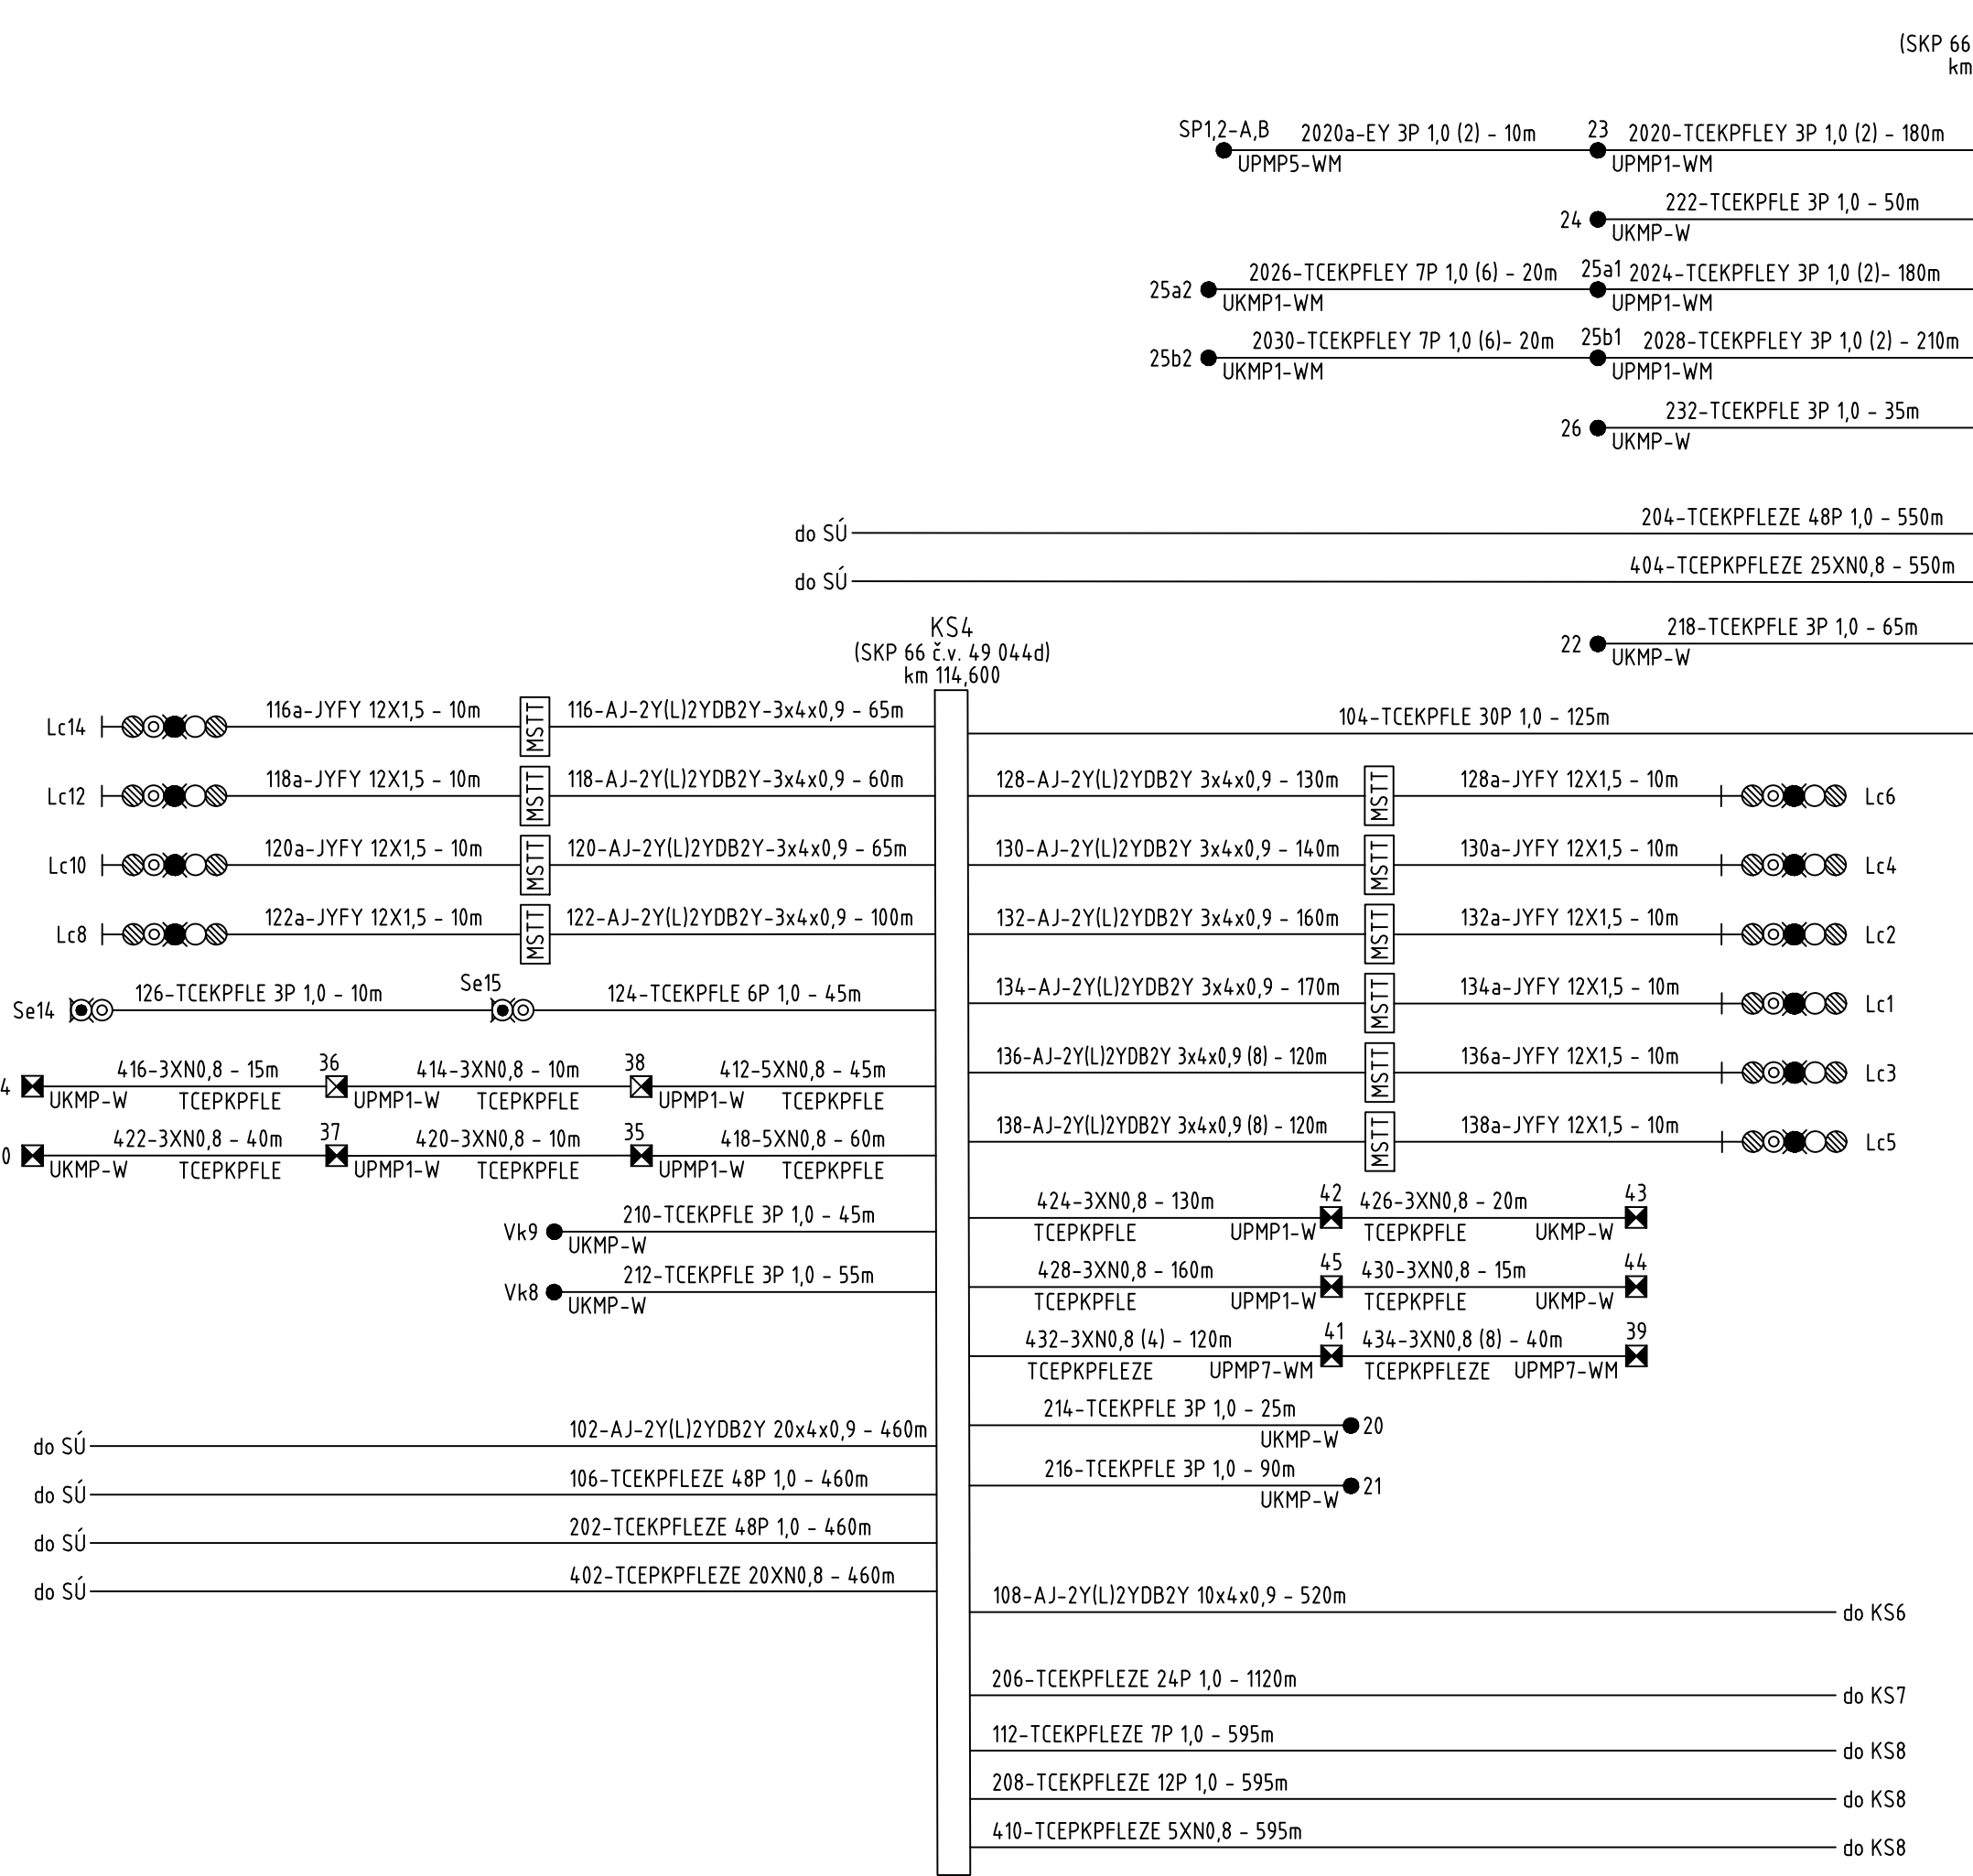 (SKP 66
km
SP1,2-A,B 2020a-EY 3P 1,0 (2) - 10m 23 2020-TCEKPFLEY 3P 1,0 (2) - 180m
UPMP5-WM UPMP1-WM
222-TCEKPFLE 3P 1,0 - 50m
24
UKMP-W
2026-TCEKPFLEY 7P 1,0 (6) - 20m 25a1 2024-TCEKPFLEY 3P 1,0 (2)- 180m
25a2
UKMP1-WM UPMP1-WM
2030-TCEKPFLEY 7P 1,0 (6)- 20m 25b1 2028-TCEKPFLEY 3P 1,0 (2) - 210m
25b2
UKMP1-WM UPMP1-WM
232-TCEKPFLE 3P 1,0 - 35m
26
UKMP-W
204-TCEKPFLEZE 48P 1,0 - 550m
do SÚ
404-TCEPKPFLEZE 25XN0,8 - 550m
do SÚ
218-TCEKPFLE 3P 1,0 - 65m
22
UKMP-W
KS4
(SKP 66 č.v. 49 044d)
km 114,600
104-TCEKPFLE 30P 1,0 - 125m
Lc14 116a-JYFY 12X1,5 - 10m MSTT 116-AJ-2Y(L)2YDB2Y-3x4x0,9 - 65m
Lc12 118a-JYFY 12X1,5 - 10m MSTT 118-AJ-2Y(L)2YDB2Y-3x4x0,9 - 60m
Lc10 120a-JYFY 12X1,5 - 10m MSTT 120-AJ-2Y(L)2YDB2Y-3x4x0,9 - 65m
Lc8 122a-JYFY 12X1,5 - 10m MSTT 122-AJ-2Y(L)2YDB2Y-3x4x0,9 - 100m
Se14 126-TCEKPFLE 3P 1,0 - 10m Se15 124-TCEKPFLE 6P 1,0 - 45m
4 416-3XN0,8 - 15m 36 414-3XN0,8 - 10m 38 412-5XN0,8 - 45m
UKMP-W TCEPKPFLE UPMP1-W TCEPKPFLE UPMP1-W TCEPKPFLE
0 422-3XN0,8 - 40m 37 420-3XN0,8 - 10m 35 418-5XN0,8 - 60m
UKMP-W TCEPKPFLE UPMP1-W TCEPKPFLE UPMP1-W TCEPKPFLE
210-TCEKPFLE 3P 1,0 - 45m
Vk9
UKMP-W
212-TCEKPFLE 3P 1,0 - 55m
Vk8
UKMP-W
102-AJ-2Y(L)2YDB2Y 20x4x0,9 - 460m
do SÚ
106-TCEKPFLEZE 48P 1,0 - 460m
do SÚ
202-TCEKPFLEZE 48P 1,0 - 460m
do SÚ
402-TCEPKPFLEZE 20XN0,8 - 460m
do SÚ
128-AJ-2Y(L)2YDB2Y 3x4x0,9 - 130m MSTT 128a-JYFY 12X1,5 - 10m Lc6
130-AJ-2Y(L)2YDB2Y 3x4x0,9 - 140m MSTT 130a-JYFY 12X1,5 - 10m Lc4
132-AJ-2Y(L)2YDB2Y 3x4x0,9 - 160m MSTT 132a-JYFY 12X1,5 - 10m Lc2
134-AJ-2Y(L)2YDB2Y 3x4x0,9 - 170m MSTT 134a-JYFY 12X1,5 - 10m Lc1
136-AJ-2Y(L)2YDB2Y 3x4x0,9 (8) - 120m MSTT 136a-JYFY 12X1,5 - 10m Lc3
138-AJ-2Y(L)2YDB2Y 3x4x0,9 (8) - 120m MSTT 138a-JYFY 12X1,5 - 10m Lc5
424-3XN0,8 - 130m 42 426-3XN0,8 - 20m 43
TCEPKPFLE UPMP1-W TCEPKPFLE UKMP-W
428-3XN0,8 - 160m 45 430-3XN0,8 - 15m 44
TCEPKPFLE UPMP1-W TCEPKPFLE UKMP-W
432-3XN0,8 (4) - 120m 41 434-3XN0,8 (8) - 40m 39
TCEPKPFLEZE UPMP7-WM TCEPKPFLEZE UPMP7-WM
214-TCEKPFLE 3P 1,0 - 25m
20
UKMP-W
216-TCEKPFLE 3P 1,0 - 90m
21
UKMP-W
108-AJ-2Y(L)2YDB2Y 10x4x0,9 - 520m
do KS6
206-TCEKPFLEZE 24P 1,0 - 1120m
do KS7
112-TCEKPFLEZE 7P 1,0 - 595m
do KS8
208-TCEKPFLEZE 12P 1,0 - 595m
do KS8
410-TCEPKPFLEZE 5XN0,8 - 595m
do KS8